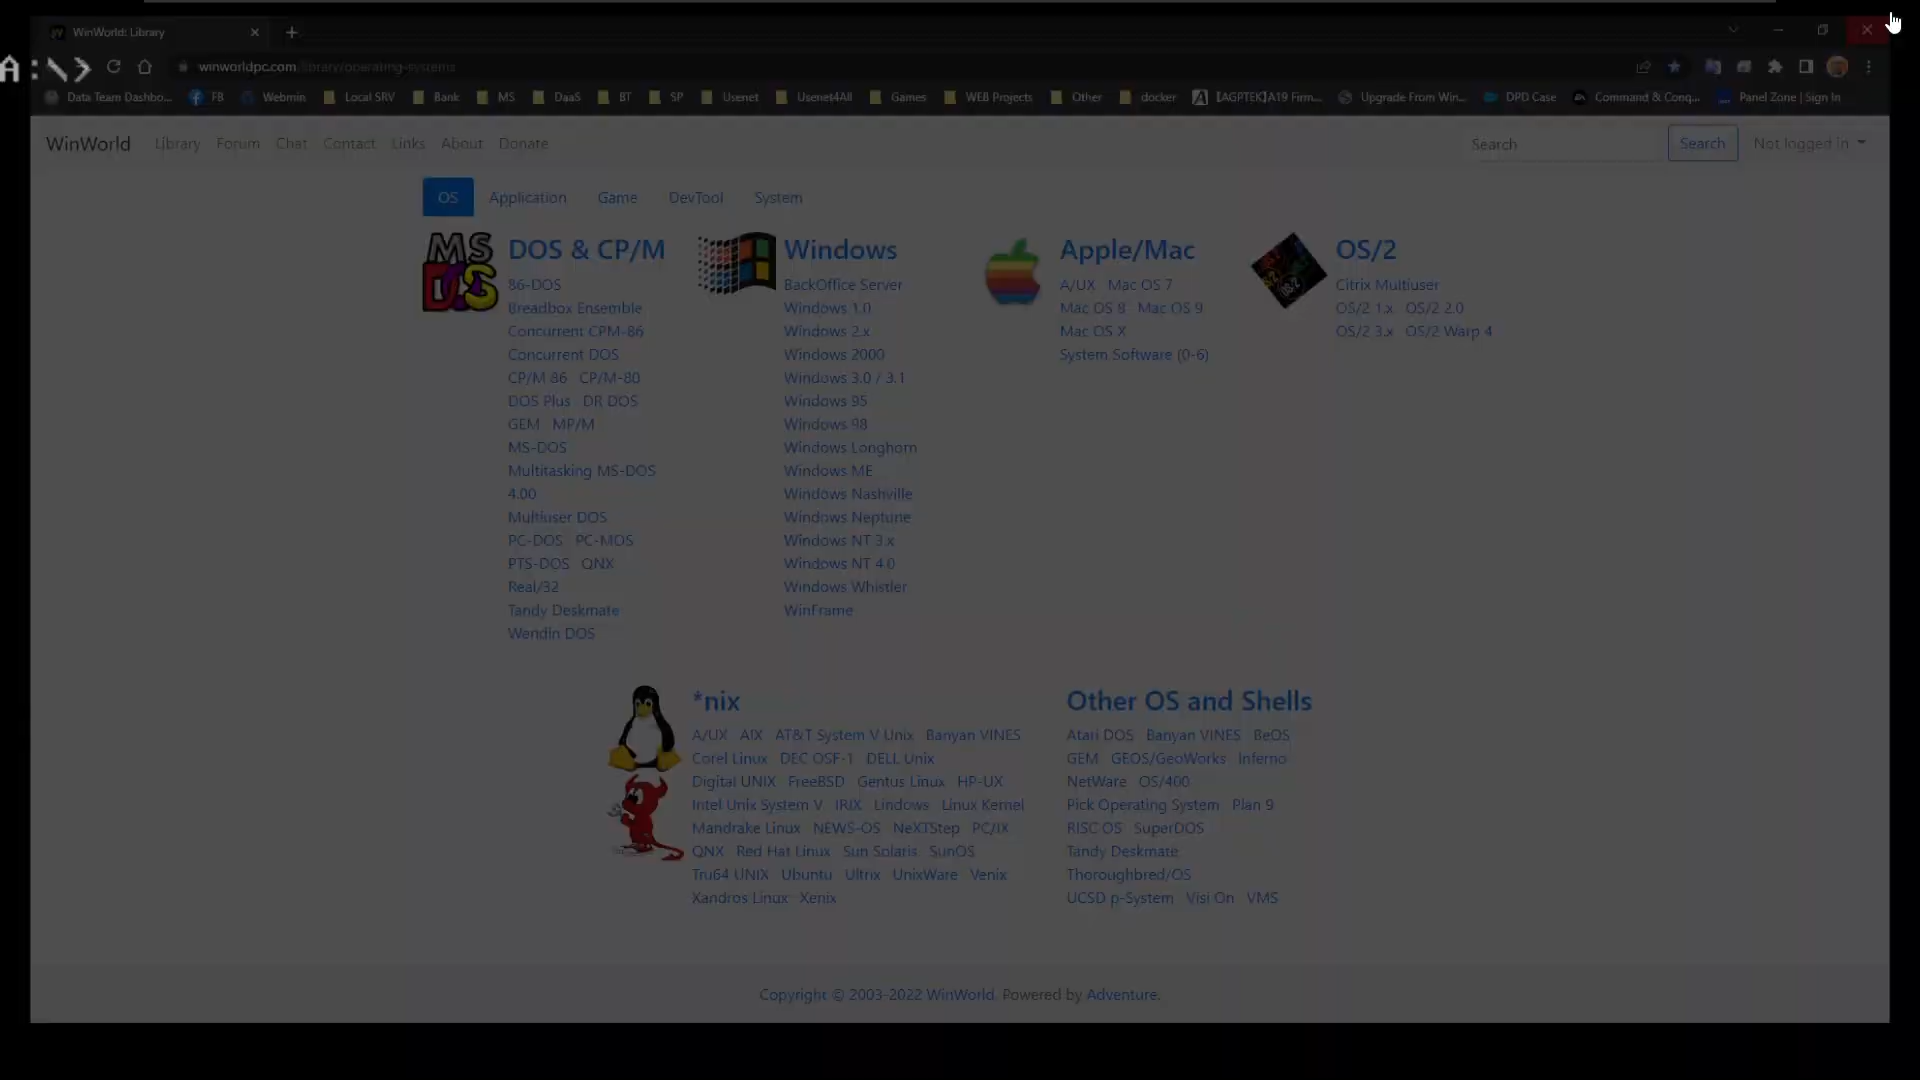 WinWorld: Library
A:\>
winworldpc.com/library/operating-systems
Data Team Dashbo... FB Webmin Local SRV Bank MS DaaS BT SP Usenet Usenet4All Games WEB Projects Other docker [AGPTEK]A19 Firm... Upgrade From Win... DPD Case Command & Conq... Panel Zone | Sign In
WinWorld Library Forum Chat Contact Links About Donate Search Search Not logged in
OS Application Game DevTool System
MS DOS
DOS & CP/M
86-DOS
Breadbox Ensemble
Concurrent CPM-86
Concurrent DOS
CP/M 86 CP/M-80
DOS Plus DR DOS
GEM MP/M
MS-DOS
Multitasking MS-DOS
4.00
Multiuser DOS
PC-DOS PC-MOS
PTS-DOS QNX
Real/32
Tandy Deskmate
Wendin DOS
Windows
BackOffice Server
Windows 1.0
Windows 2.x
Windows 2000
Windows 3.0 / 3.1
Windows 95
Windows 98
Windows Longhorn
Windows ME
Windows Nashville
Windows Neptune
Windows NT 3.x
Windows NT 4.0
Windows Whistler
WinFrame
Apple/Mac
A/UX Mac OS 7
Mac OS 8 Mac OS 9
Mac OS X
System Software (0-6)
OS/2
Citrix Multiuser
OS/2 1.x OS/2 2.0
OS/2 3.x OS/2 Warp 4
*nix
A/UX AIX AT&T System V Unix Banyan VINES
Corel Linux DEC OSF-1 DELL Unix
Digital UNIX FreeBSD Gentus Linux HP-UX
Intel Unix System V IRIX Lindows Linux Kernel
Mandrake Linux NEWS-OS NeXTStep PC/IX
QNX Red Hat Linux Sun Solaris SunOS
Tru64 UNIX Ubuntu Ultrix UnixWare Venix
Xandros Linux Xenix
Other OS and Shells
Atari DOS Banyan VINES BeOS
GEM GEOS/GeoWorks Inferno
NetWare OS/400
Pick Operating System Plan 9
RISC OS SuperDOS
Tandy Deskmate
Thoroughbred/OS
UCSD p-System Visi On VMS
Copyright © 2003-2022 WinWorld. Powered by Adventure.